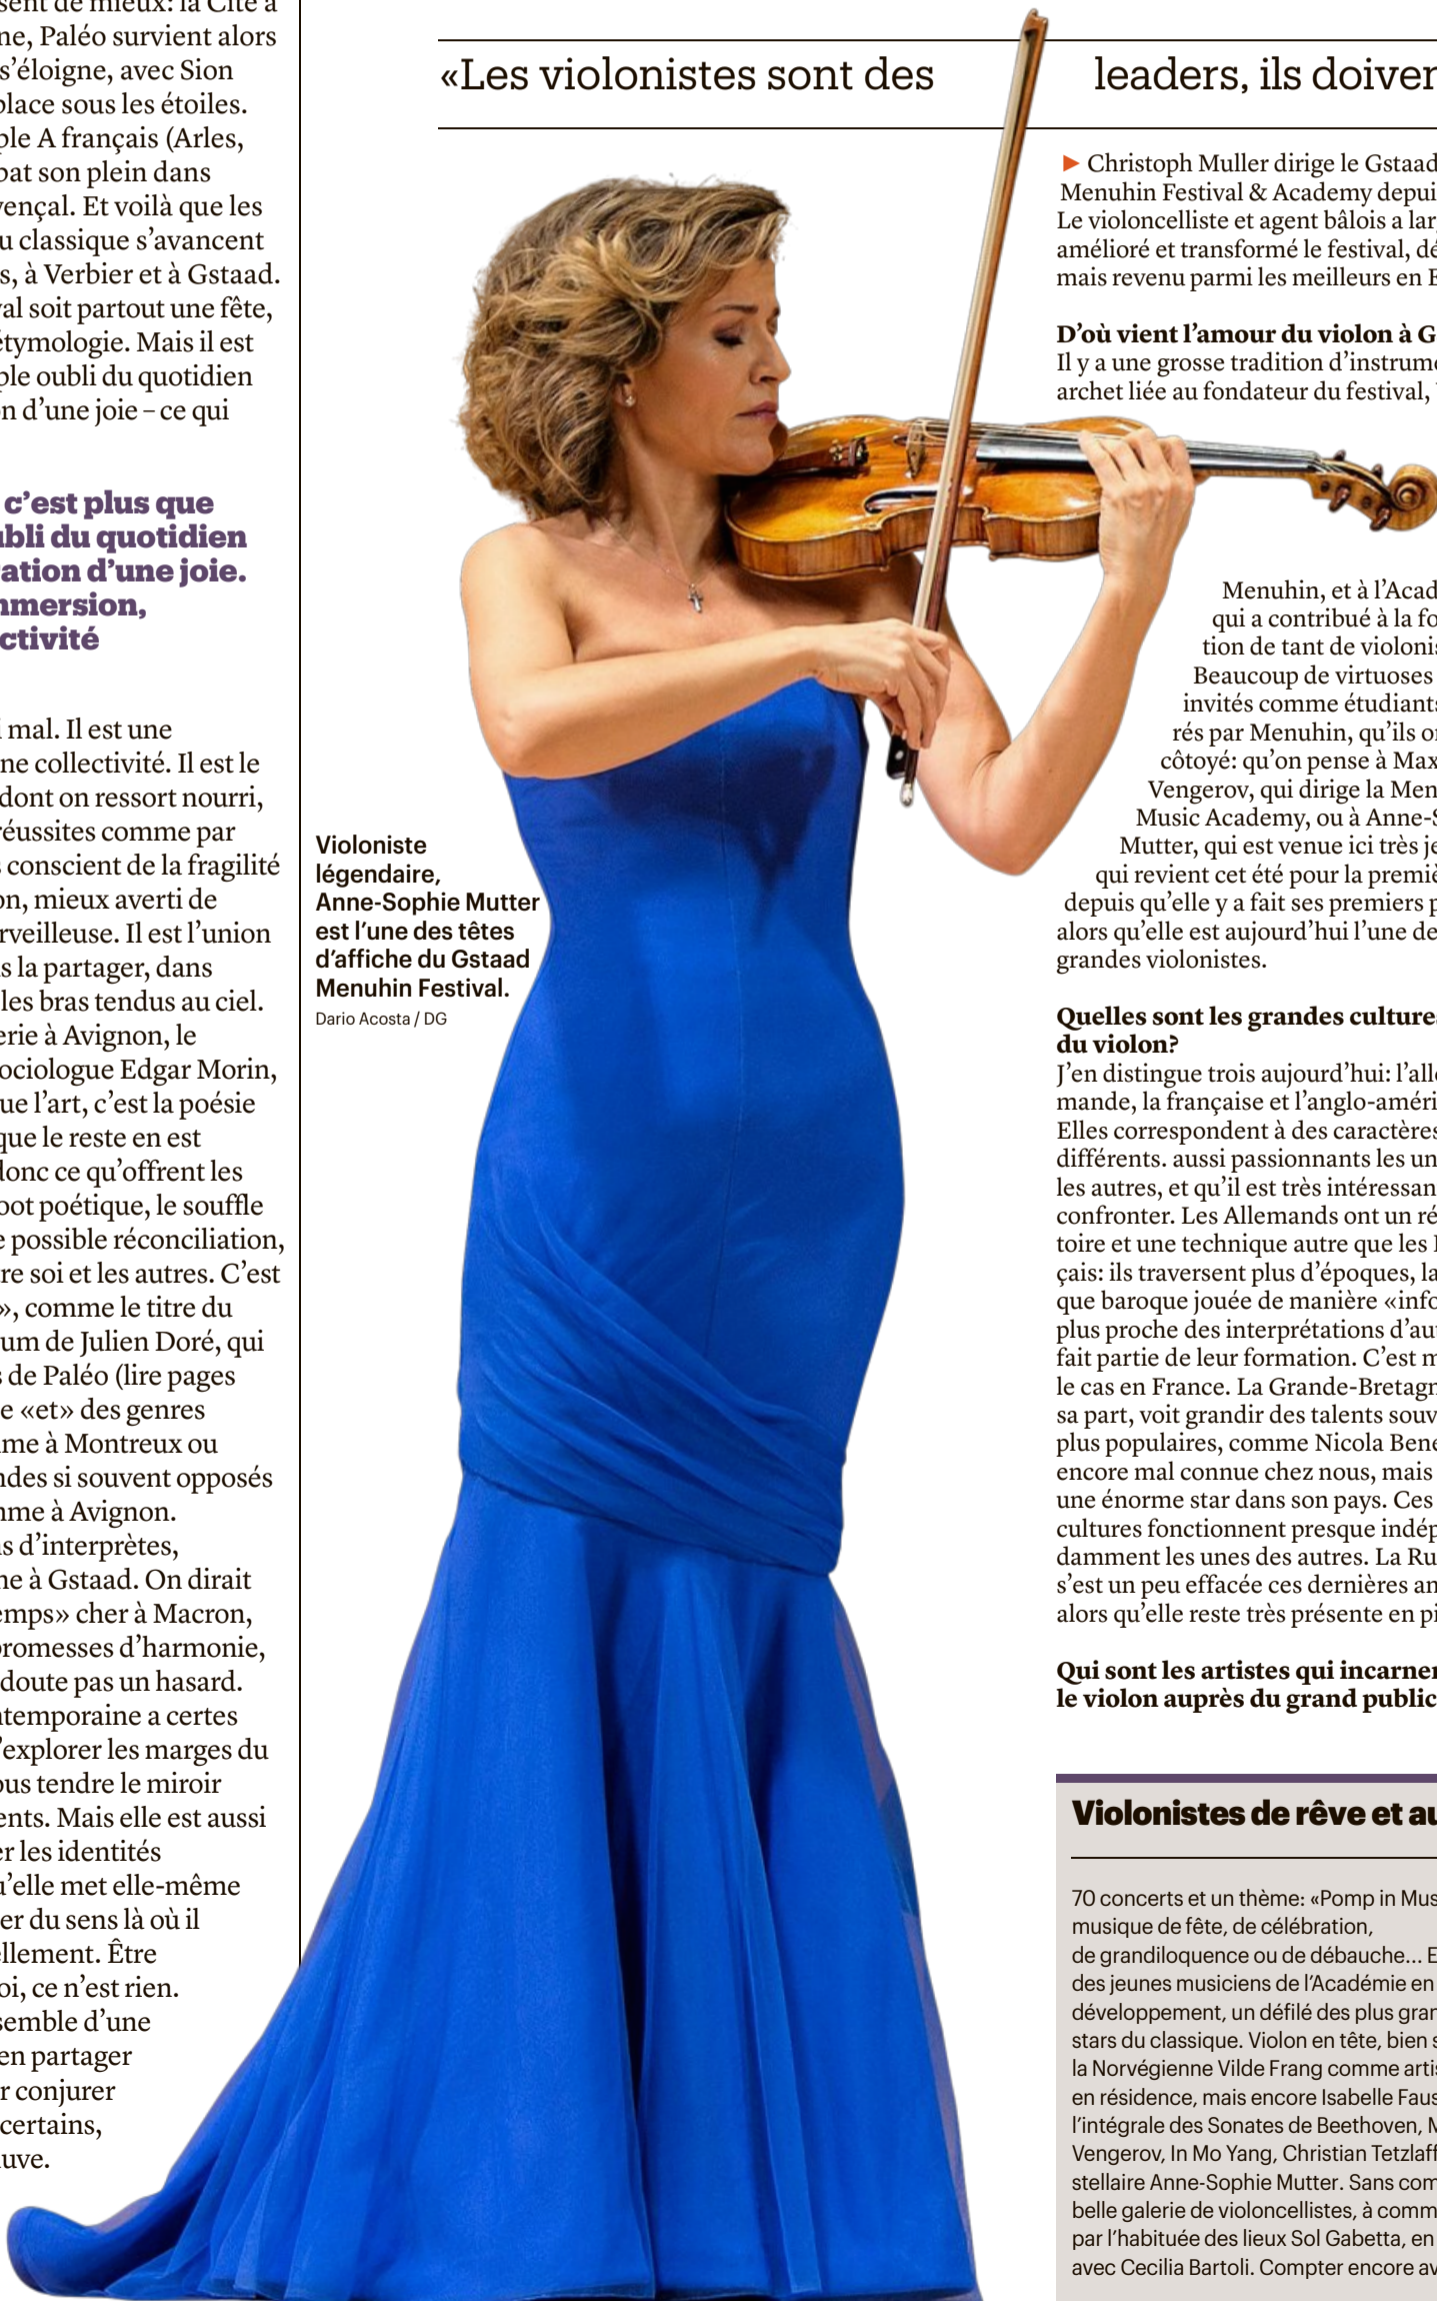 sent de mieux: la Cité à
ne, Paléo survient alors
s’éloigne, avec Sion
place sous les étoiles.
ple A français (Arles,
bat son plein dans
vençal. Et voilà que les
u classique s’avancent
s, à Verbier et à Gstaad.
val soit partout une fête,
étymologie. Mais il est
ple oubli du quotidien
n d’une joie – ce qui
c’est plus que
ubli du quotidien
ation d’une joie.
mmersion,
ctivité
i mal. Il est une
ne collectivité. Il est le
dont on ressort nourri,
réussites comme par
s conscient de la fragilité
on, mieux averti de
rveilleuse. Il est l’union
s la partager, dans
les bras tendus au ciel.
erie à Avignon, le
ociologue Edgar Morin,
ue l’art, c’est la poésie
que le reste en est
donc ce qu’offrent les
oot poétique, le souffle
e possible réconciliation,
re soi et les autres. C’est
», comme le titre du
um de Julien Doré, qui
s de Paléo (lire pages
e «et» des genres
me à Montreux ou
ndes si souvent opposés
mme à Avignon.
ns d’interprètes,
ne à Gstaad. On dirait
emps» cher à Macron,
promesses d’harmonie,
doute pas un hasard.
ntemporaine a certes
’explorer les marges du
ous tendre le miroir
ents. Mais elle est aussi
er les identités
u’elle met elle-même
er du sens là où il
ellement. Être
oi, ce n’est rien.
semble d’une
en partager
r conjurer
certains,
uve.
«Les violonistes sont des leaders, ils doiven
Violoniste
légendaire,
Anne-Sophie Mutter
est l’une des têtes
d’affiche du Gstaad
Menuhin Festival.
Dario Acosta / DG
► Christoph Muller dirige le Gstaad
Menuhin Festival & Academy depui
Le violoncelliste et agent bâlois a lar
amélioré et transformé le festival, dé
mais revenu parmi les meilleurs en E
D’où vient l’amour du violon à G
Il y a une grosse tradition d’instrume
archet liée au fondateur du festival,
Menuhin, et à l’Acad
qui a contribué à la fo
tion de tant de violonis
Beaucoup de virtuoses
invités comme étudiants
rés par Menuhin, qu’ils on
côtoyé: qu’on pense à Max
Vengerov, qui dirige la Men
Music Academy, ou à Anne-S
Mutter, qui est venue ici très je
qui revient cet été pour la premiè
depuis qu’elle y a fait ses premiers p
alors qu’elle est aujourd’hui l’une de
grandes violonistes.
Quelles sont les grandes cultures
du violon?
J’en distingue trois aujourd’hui: l’alle
mande, la française et l’anglo-améri
Elles correspondent à des caractères
différents. aussi passionnants les un
les autres, et qu’il est très intéressan
confronter. Les Allemands ont un ré
toire et une technique autre que les F
çais: ils traversent plus d’époques, la
que baroque jouée de manière «info
plus proche des interprétations d’au
fait partie de leur formation. C’est m
le cas en France. La Grande-Bretagn
sa part, voit grandir des talents souv
plus populaires, comme Nicola Bene
encore mal connue chez nous, mais
une énorme star dans son pays. Ces
cultures fonctionnent presque indép
damment les unes des autres. La Ru
s’est un peu effacée ces dernières an
alors qu’elle reste très présente en pi
Qui sont les artistes qui incarner
le violon auprès du grand public
Violonistes de rêve et au
70 concerts et un thème: «Pomp in Mus
musique de fête, de célébration,
de grandiloquence ou de débauche... E
des jeunes musiciens de l’Académie en
développement, un défilé des plus gran
stars du classique. Violon en tête, bien s
la Norvégienne Vilde Frang comme artis
en résidence, mais encore Isabelle Faus
l’intégrale des Sonates de Beethoven, M
Vengerov, In Mo Yang, Christian Tetzlaff
stellaire Anne-Sophie Mutter. Sans com
belle galerie de violoncellistes, à comm
par l’habituée des lieux Sol Gabetta, en
avec Cecilia Bartoli. Compter encore av